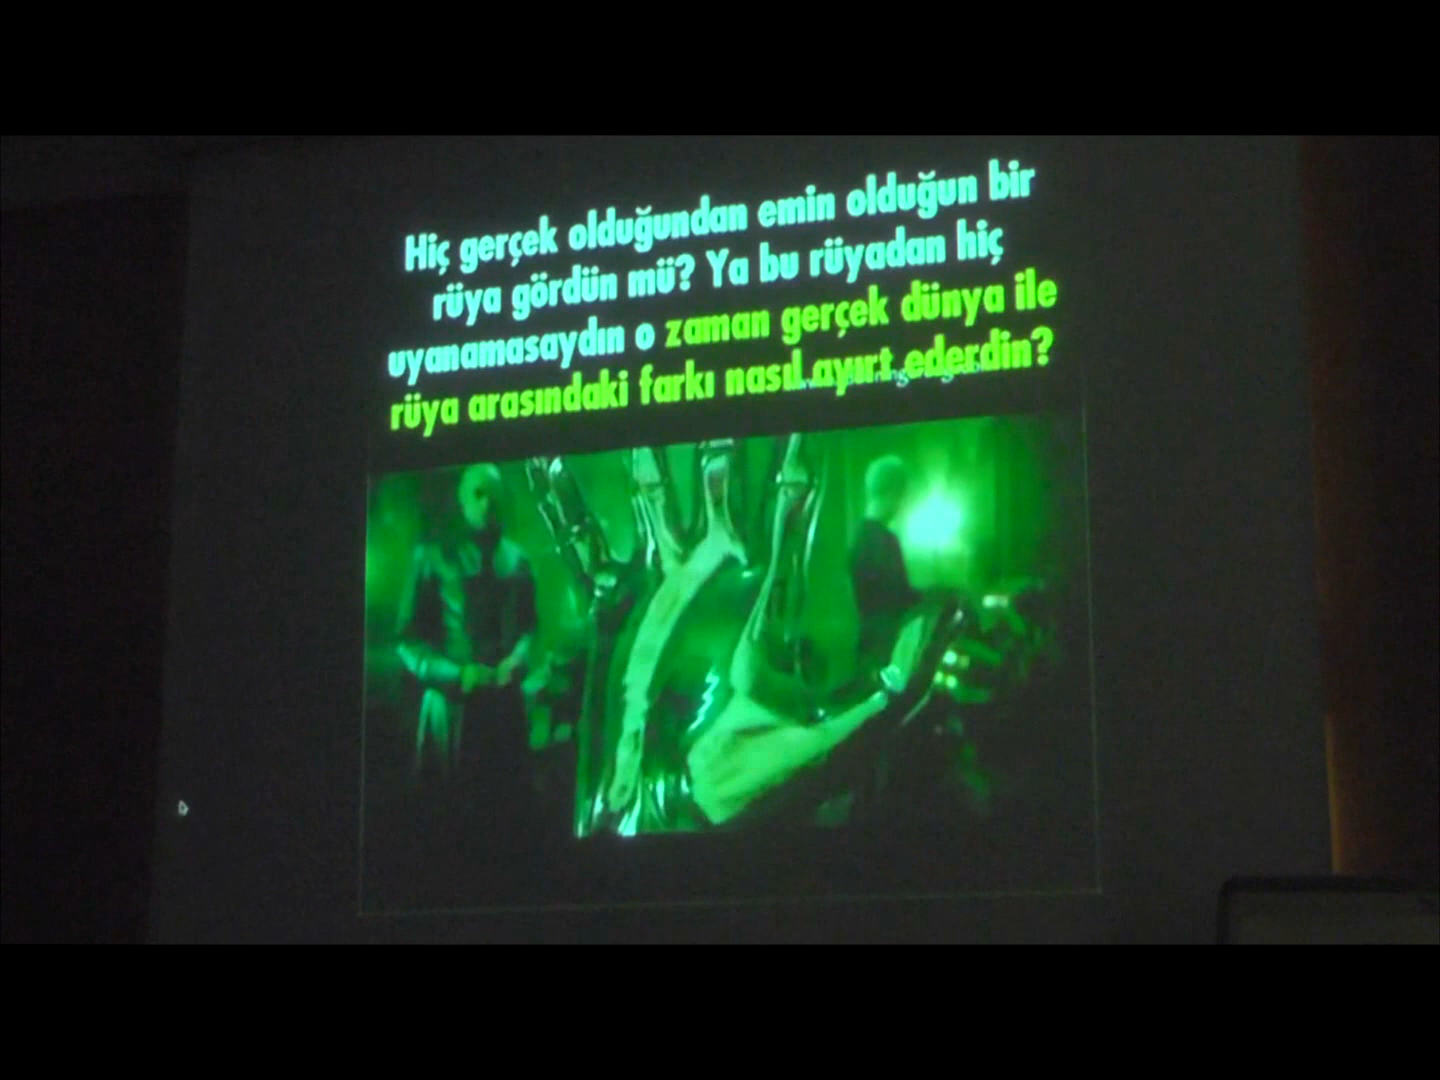 Hiç gerçek olduğundan emin olduğun bir
rüya gördün mü? Ya bu rüyadan hiç
uyanamasaydın o zaman gerçek dünya ile
rüya arasındaki farkı nasıl ayırt ederdin?